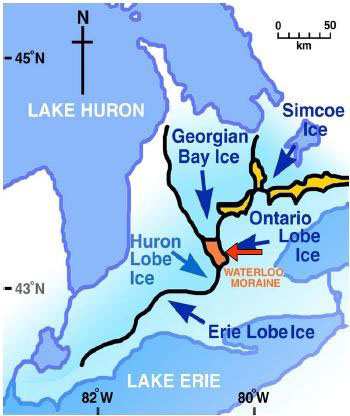 N
0 50
km
45°N
LAKE HURON
Simcoe
Ice
Georgian
Bay Ice
Ontario
Lobe
Ice
Huron
Lobe
Ice
WATERLOO
MORAINE
43°N
Erie Lobe Ice
LAKE ERIE
82°W 80°W